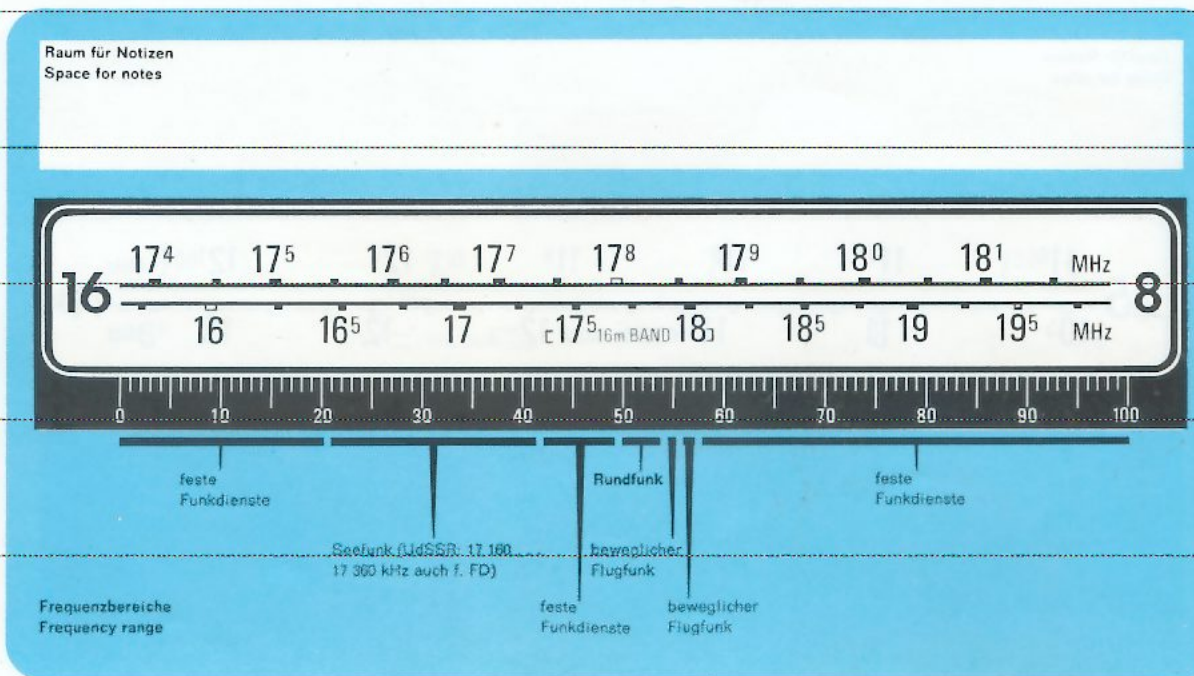 Raum für Notizen
Space for notes
17⁴ 17⁵ 17⁶ 17⁷ 17⁸ 17⁹ 18⁰ 18¹ MHz
16 8
16 16⁵ 17 [17⁵ 16m BAND 18] 18⁵ 19 19⁵ MHz
0 10 20 30 40 50 60 70 80 90 100
feste
Funkdienste
Rundfunk
feste
Funkdienste
Seefunk (UdSSR: 17 160 ....
17 360 kHz auch f. FD)
beweglicher
Flugfunk
feste
Funkdienste
beweglicher
Flugfunk
Frequenzbereiche
Frequency range